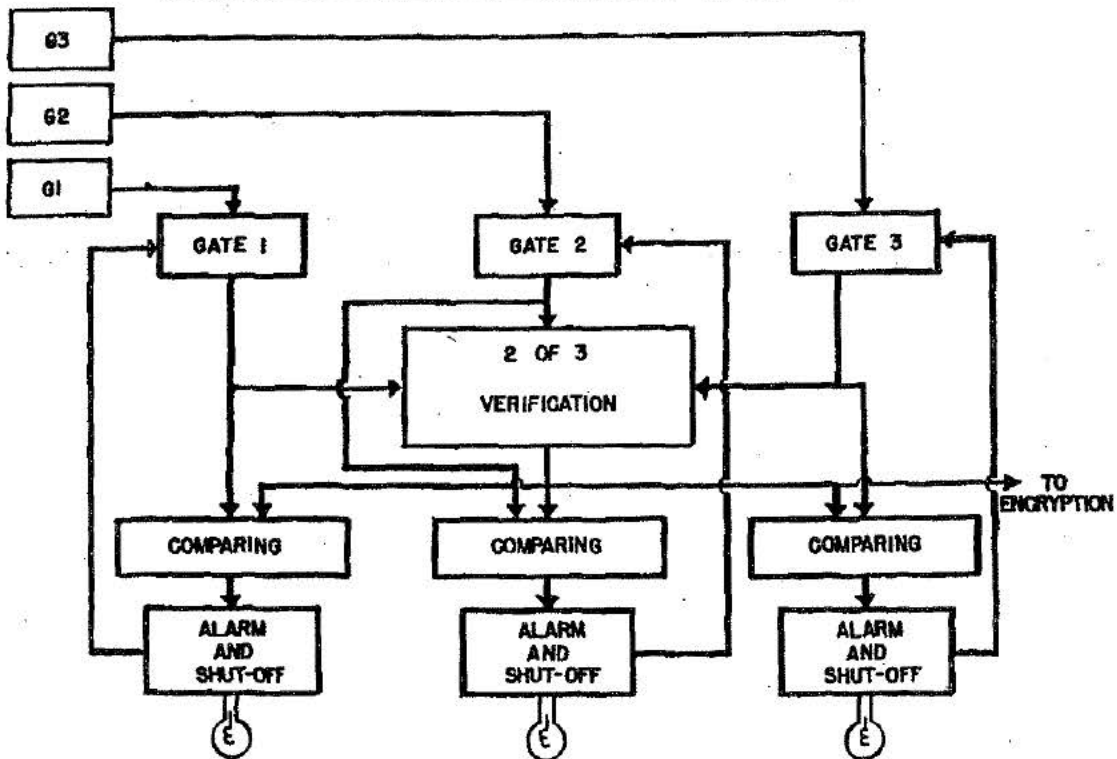 G3
G2
G1
GATE 1
GATE 2
GATE 3
2 OF 3
VERIFICATION
TO
ENCRYPTION
COMPARING
COMPARING
COMPARING
ALARM
AND
SHUT-OFF
ALARM
AND
SHUT-OFF
ALARM
AND
SHUT-OFF